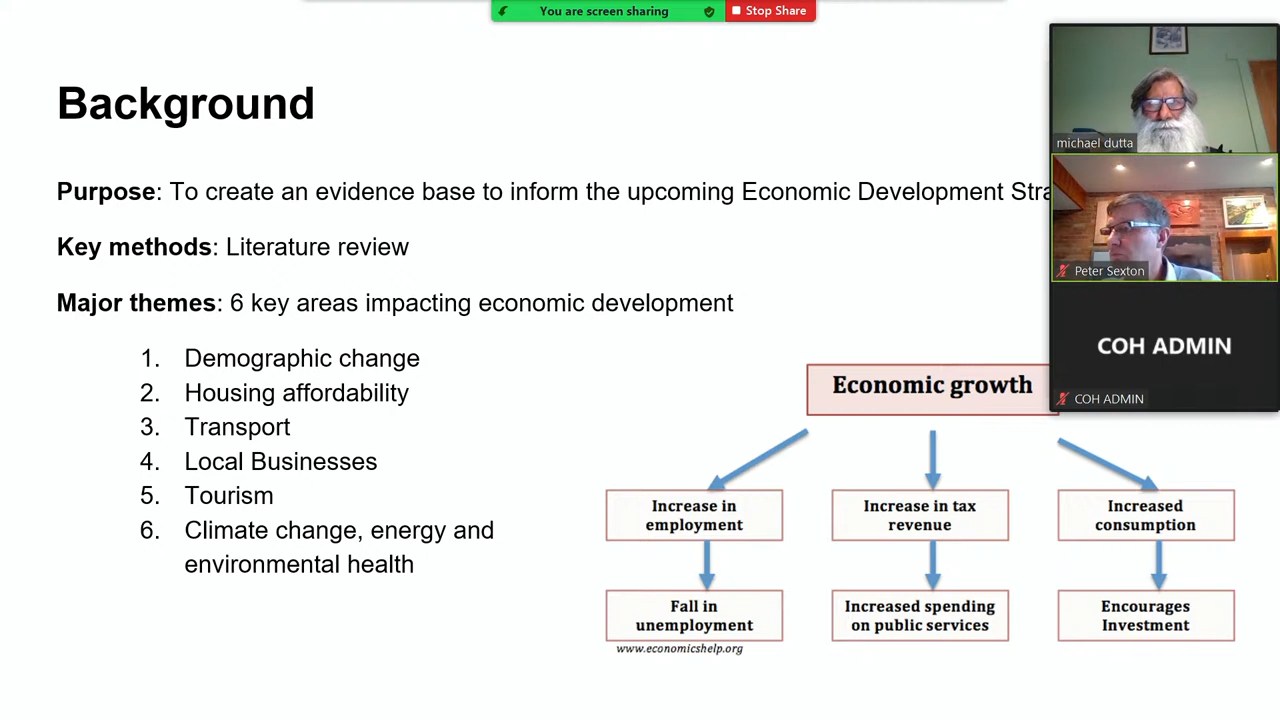 You are screen sharing
Stop Share
Background
michael dutta
Purpose: To create an evidence base to inform the upcoming Economic Development
Key methods: Literature review
Peter Sexton
Major themes: 6 key areas impacting economic development
COH ADMIN
COH ADMIN
1. Demographic change
2. Housing affordability
3. Transport
4. Local Businesses
5. Tourism
6. Climate change, energy and
environmental health
Economic growth
Increase in
employment
Increase in tax
revenue
Increased
consumption
Fall in
unemployment
Increased spending
on public services
Encourages
Investment
www.economicshelp.org